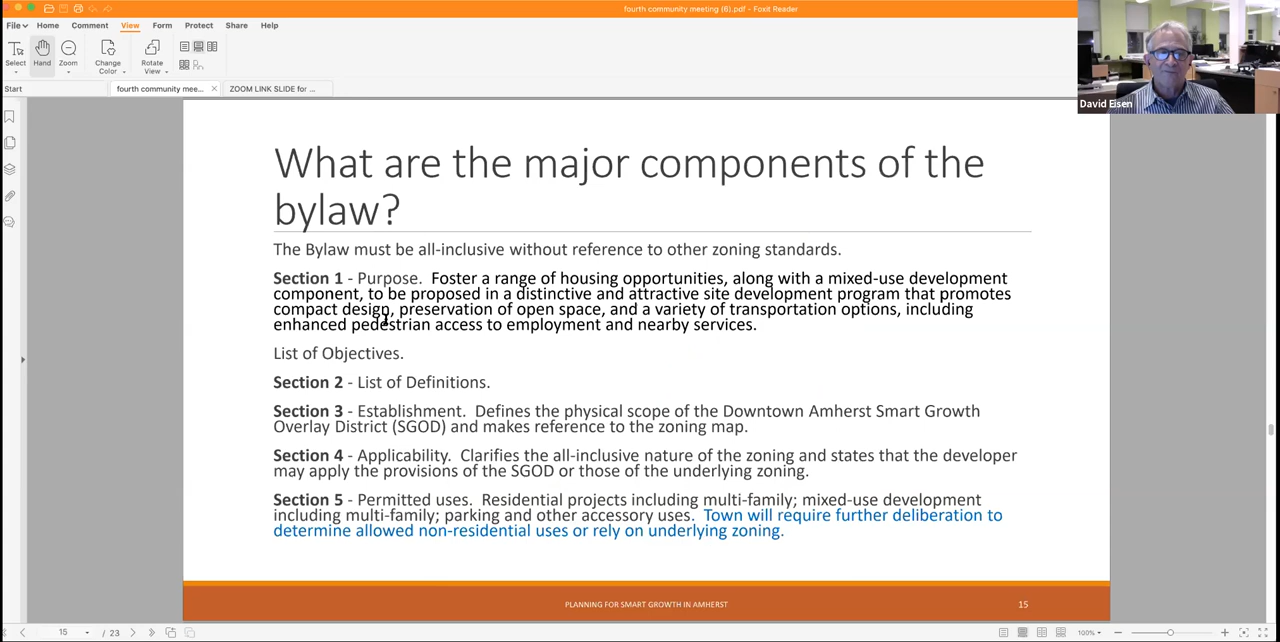 fourth community meeting (6).pdf - Foxit Reader
File Home Comment View Form Protect Share Help
Select Hand Zoom Change Color Rotate View
Start fourth community mee... ZOOM LINK SLIDE for ...
David Eisen
What are the major components of the
bylaw?
The Bylaw must be all-inclusive without reference to other zoning standards.
Section 1 - Purpose. Foster a range of housing opportunities, along with a mixed-use development
component, to be proposed in a distinctive and attractive site development program that promotes
compact design, preservation of open space, and a variety of transportation options, including
enhanced pedestrian access to employment and nearby services.
List of Objectives.
Section 2 - List of Definitions.
Section 3 - Establishment. Defines the physical scope of the Downtown Amherst Smart Growth
Overlay District (SGOD) and makes reference to the zoning map.
Section 4 - Applicability. Clarifies the all-inclusive nature of the zoning and states that the developer
may apply the provisions of the SGOD or those of the underlying zoning.
Section 5 - Permitted uses. Residential projects including multi-family; mixed-use development
including multi-family; parking and other accessory uses. Town will require further deliberation to
determine allowed non-residential uses or rely on underlying zoning.
PLANNING FOR SMART GROWTH IN AMHERST 15
15 / 23 100%